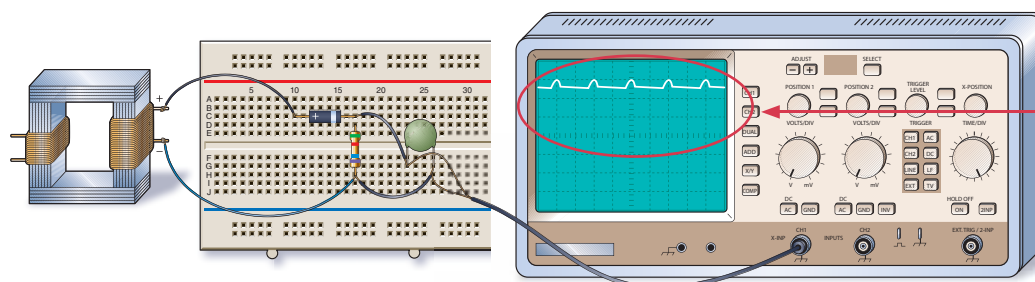 +
−
5 10 15 20 25 30
A
B
C
D
E
F
G
H
I
J
+
ADJUST
− +
SELECT
POSITION 1
POSITION 2
TRIGGER
LEVEL
X-POSITION
CH1
CH2
DUAL
ADD
X/Y
COMP
VOLTS/DIV
VOLTS/DIV
TRIGGER
TIME/DIV
CH1 AC
CH2 DC
LINE LF
EXT TV
V mV
V mV
DC
AC GND
DC
AC GND INV
HOLD OFF
ON 2INP
X-INP
CH1
INPUTS
CH2
EXT. TRIG / 2-INP